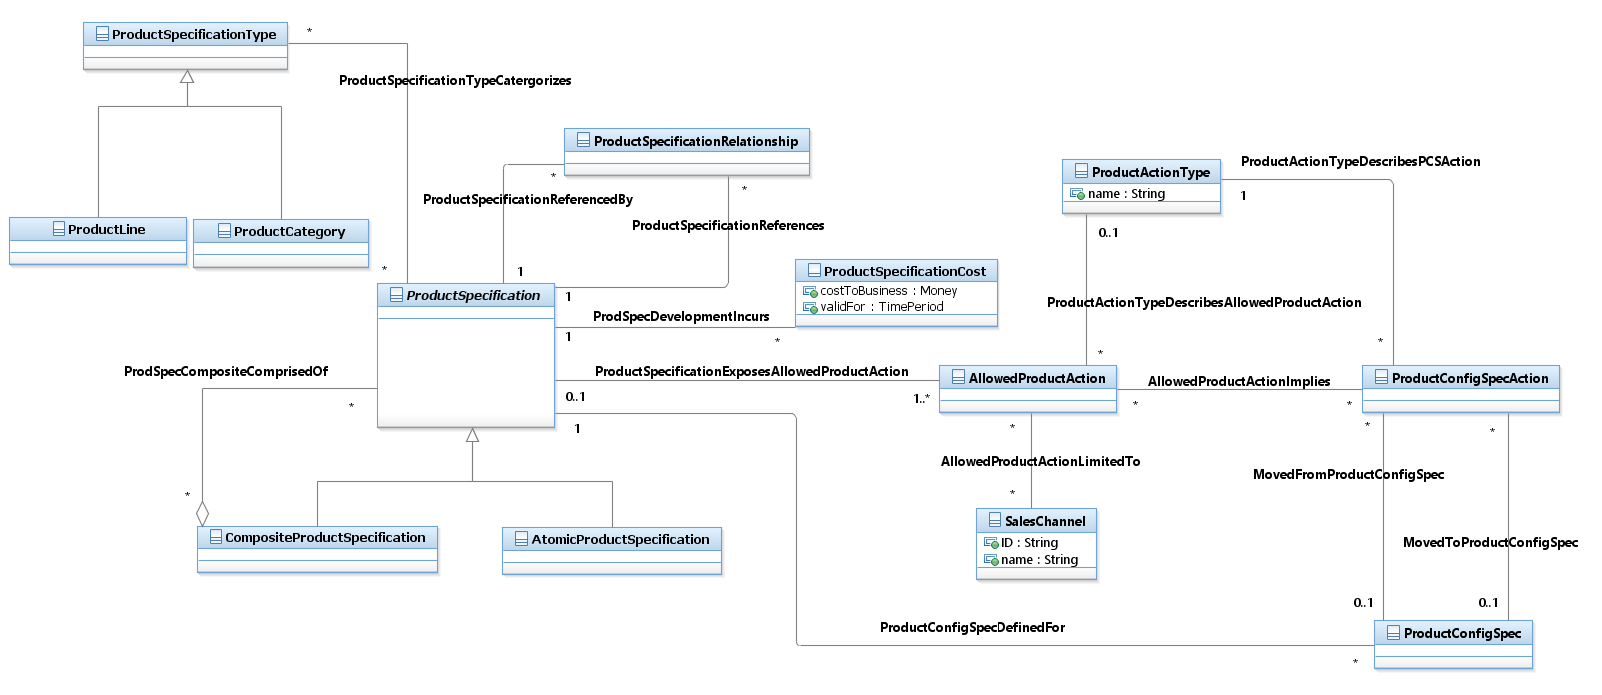 ProductSpecificationType
*
ProductSpecificationTypeCatergorizes
ProductSpecificationRelationship
*
*
ProductSpecificationReferencedBy
ProductSpecificationReferences
ProductActionType
name : String
ProductActionTypeDescribesPCSAction
1
0..1
ProductLine
ProductCategory
*
1
1
ProductSpecification
ProductSpecificationCost
costToBusiness : Money
validFor : TimePeriod
ProdSpecDevelopmentIncurs
1
*
ProductActionTypeDescribesAllowedProductAction
*
*
ProdSpecCompositeComprisedOf
*
*
ProductSpecificationExposesAllowedProductAction
0..1
1..*
1
AllowedProductAction
AllowedProductActionImplies
*
*
ProductConfigSpecAction
*
*
*
AllowedProductActionLimitedTo
*
MovedFromProductConfigSpec
MovedToProductConfigSpec
CompositeProductSpecification
AtomicProductSpecification
SalesChannel
ID : String
name : String
0..1
0..1
ProductConfigSpecDefinedFor
*
ProductConfigSpec